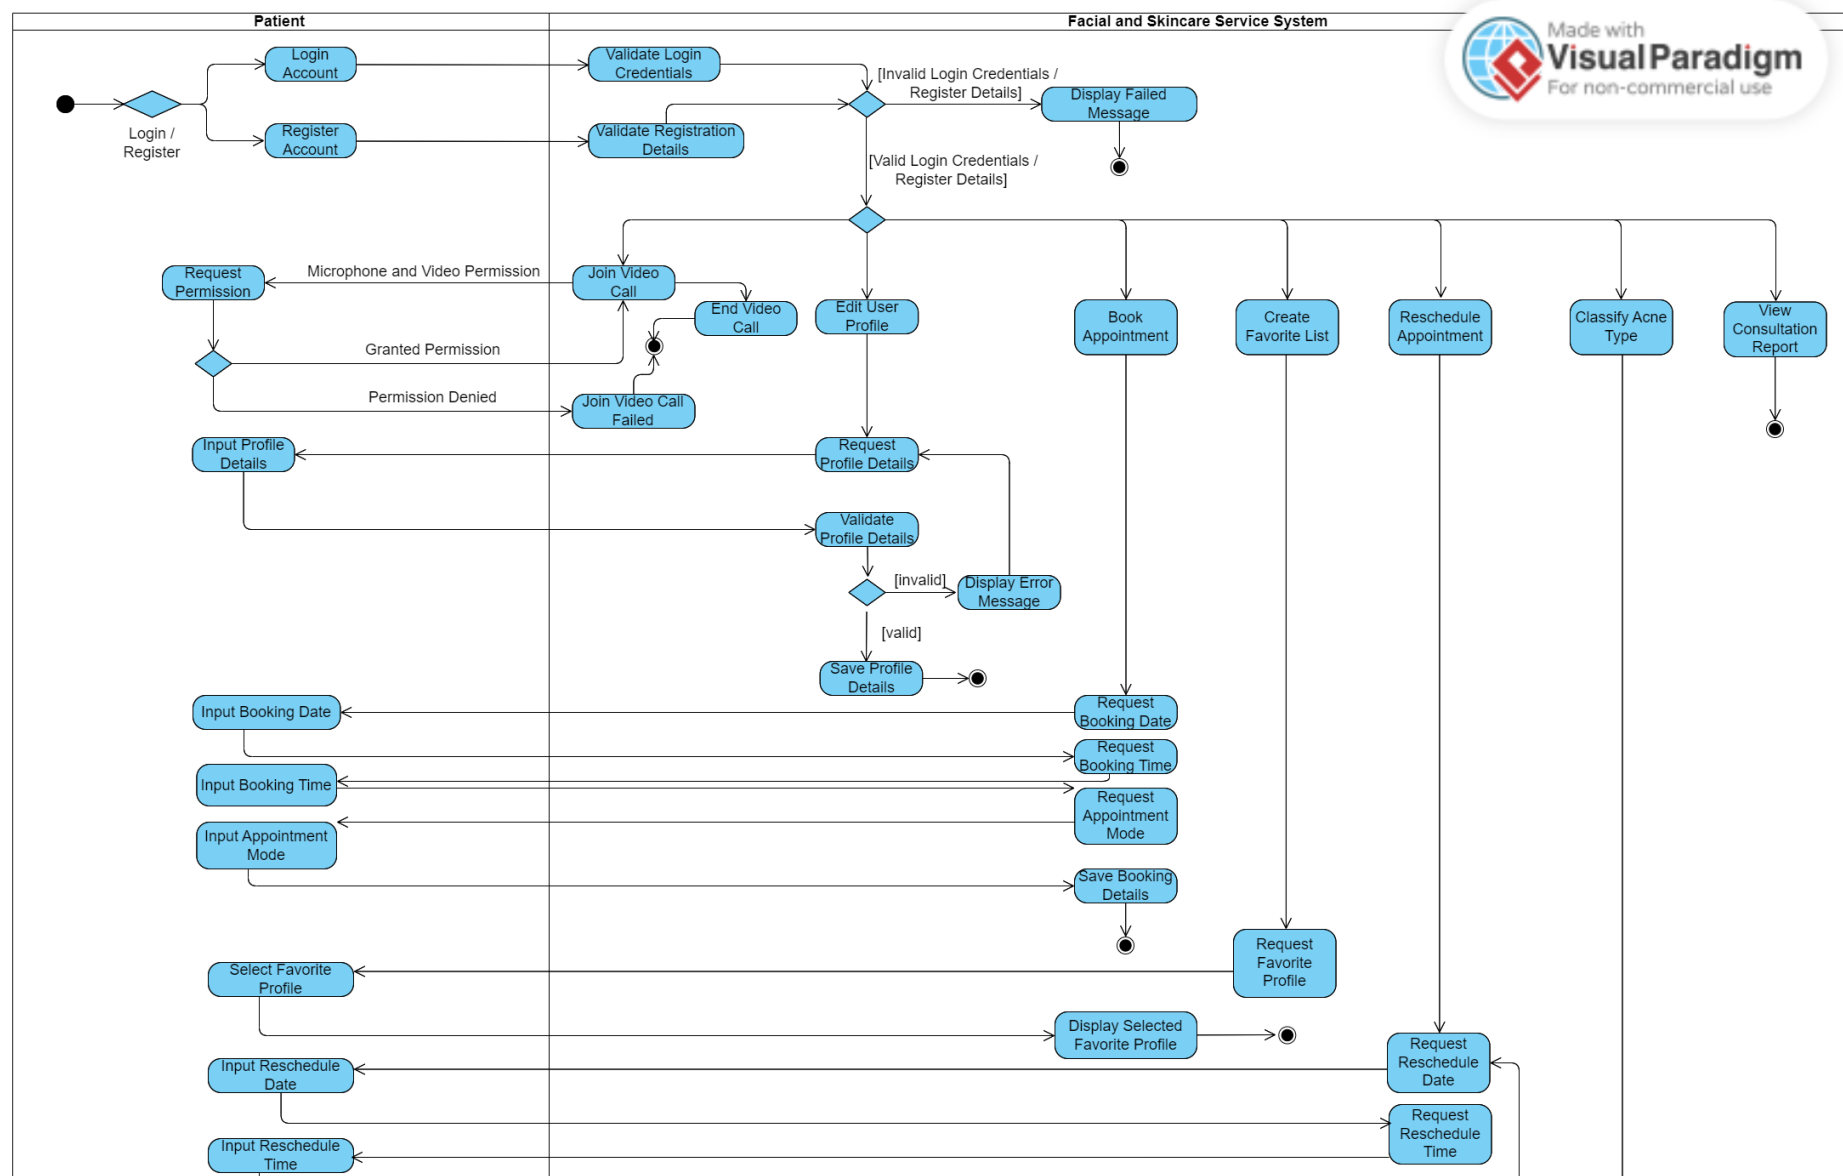 Patient
Facial and Skincare Service System
Made with
Visual Paradigm
For non-commercial use
Login
Account
Validate Login
Credentials
[Invalid Login Credentials /
Register Details]
Display Failed
Message
Login /
Register
Register
Account
Validate Registration
Details
[Valid Login Credentials /
Register Details]
Request
Permission
Microphone and Video Permission
Join Video
Call
End Video
Call
Edit User
Profile
Book
Appointment
Create
Favorite List
Reschedule
Appointment
Classify Acne
Type
View
Consultation
Report
Granted Permission
Permission Denied
Join Video Call
Failed
Input Profile
Details
Request
Profile Details
Validate
Profile Details
[invalid]
Display Error
Message
[valid]
Save Profile
Details
Input Booking Date
Request
Booking Date
Request
Booking Time
Input Booking Time
Request
Appointment
Mode
Input Appointment
Mode
Save Booking
Details
Request
Favorite
Profile
Select Favorite
Profile
Display Selected
Favorite Profile
Request
Reschedule
Date
Input Reschedule
Date
Request
Reschedule
Time
Input Reschedule
Time